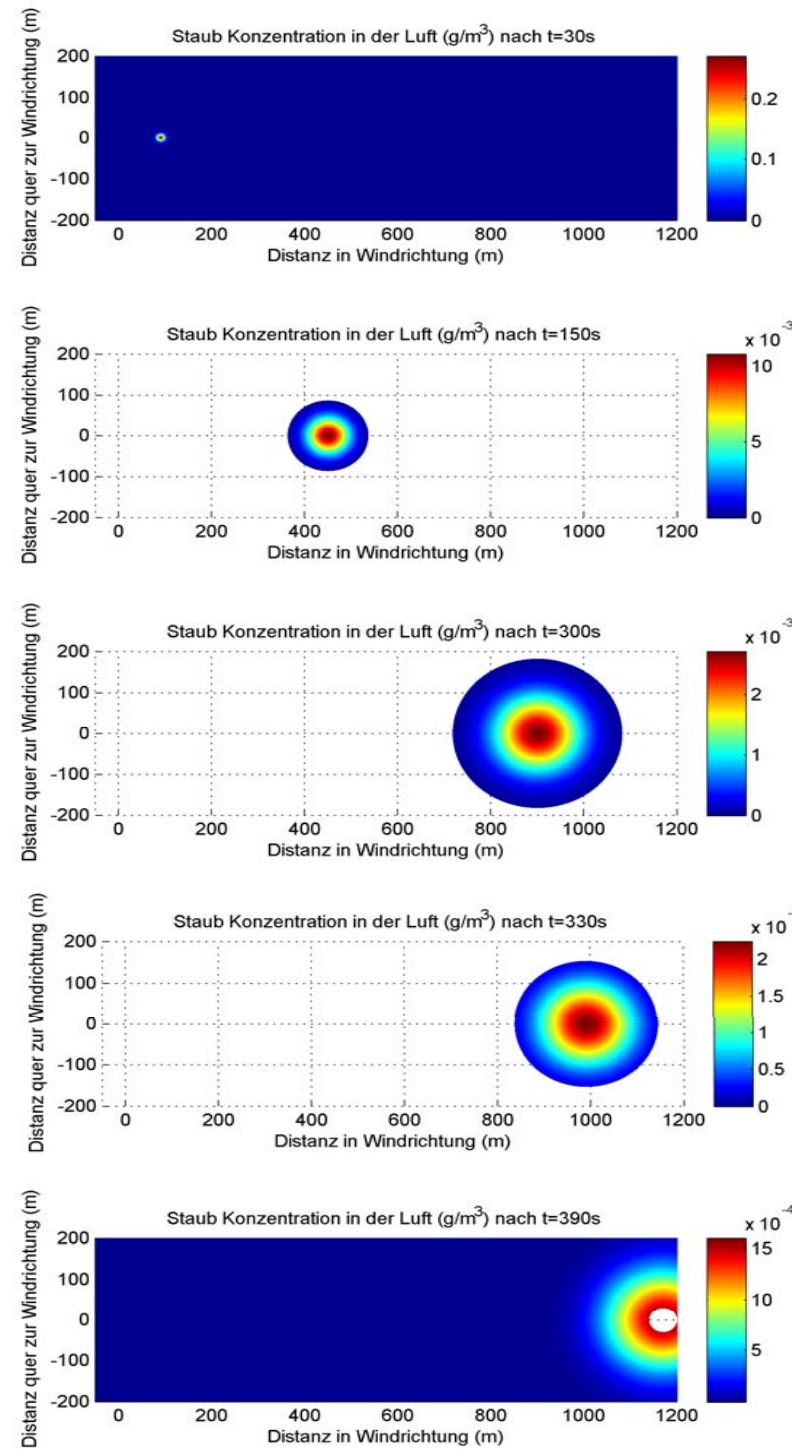 Staub Konzentration in der Luft (g/m³) nach t=30s
Distanz quer zur Windrichtung (m)
200
100
0
-100
-200
0 200 400 600 800 1000 1200
Distanz in Windrichtung (m)
0.2
0.1
0
Staub Konzentration in der Luft (g/m³) nach t=150s
Distanz quer zur Windrichtung (m)
200
100
0
-100
-200
0 200 400 600 800 1000 1200
Distanz in Windrichtung (m)
x 10⁻³
10
5
0
Staub Konzentration in der Luft (g/m³) nach t=300s
Distanz quer zur Windrichtung (m)
200
100
0
-100
-200
0 200 400 600 800 1000 1200
Distanz in Windrichtung (m)
x 10⁻³
2
1
0
Staub Konzentration in der Luft (g/m³) nach t=330s
Distanz quer zur Windrichtung (m)
200
100
0
-100
-200
0 200 400 600 800 1000 1200
Distanz in Windrichtung (m)
x 10⁻
2
1.5
1
0.5
0
Staub Konzentration in der Luft (g/m³) nach t=390s
Distanz quer zur Windrichtung (m)
200
100
0
-100
-200
0 200 400 600 800 1000 1200
Distanz in Windrichtung (m)
x 10⁻⁴
15
10
5